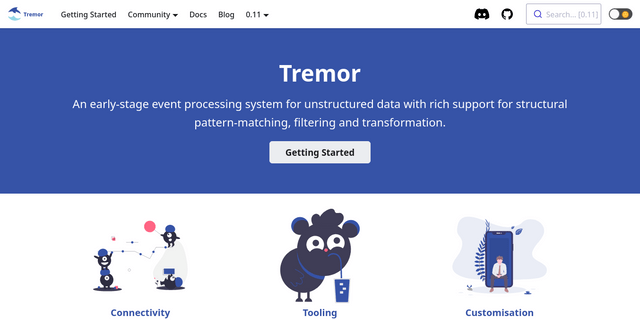 Tremor Getting Started Community Docs Blog 0.11 Search... [0.11]
Tremor
An early-stage event processing system for unstructured data with rich support for structural
pattern-matching, filtering and transformation.
Getting Started
Connectivity Tooling Customisation